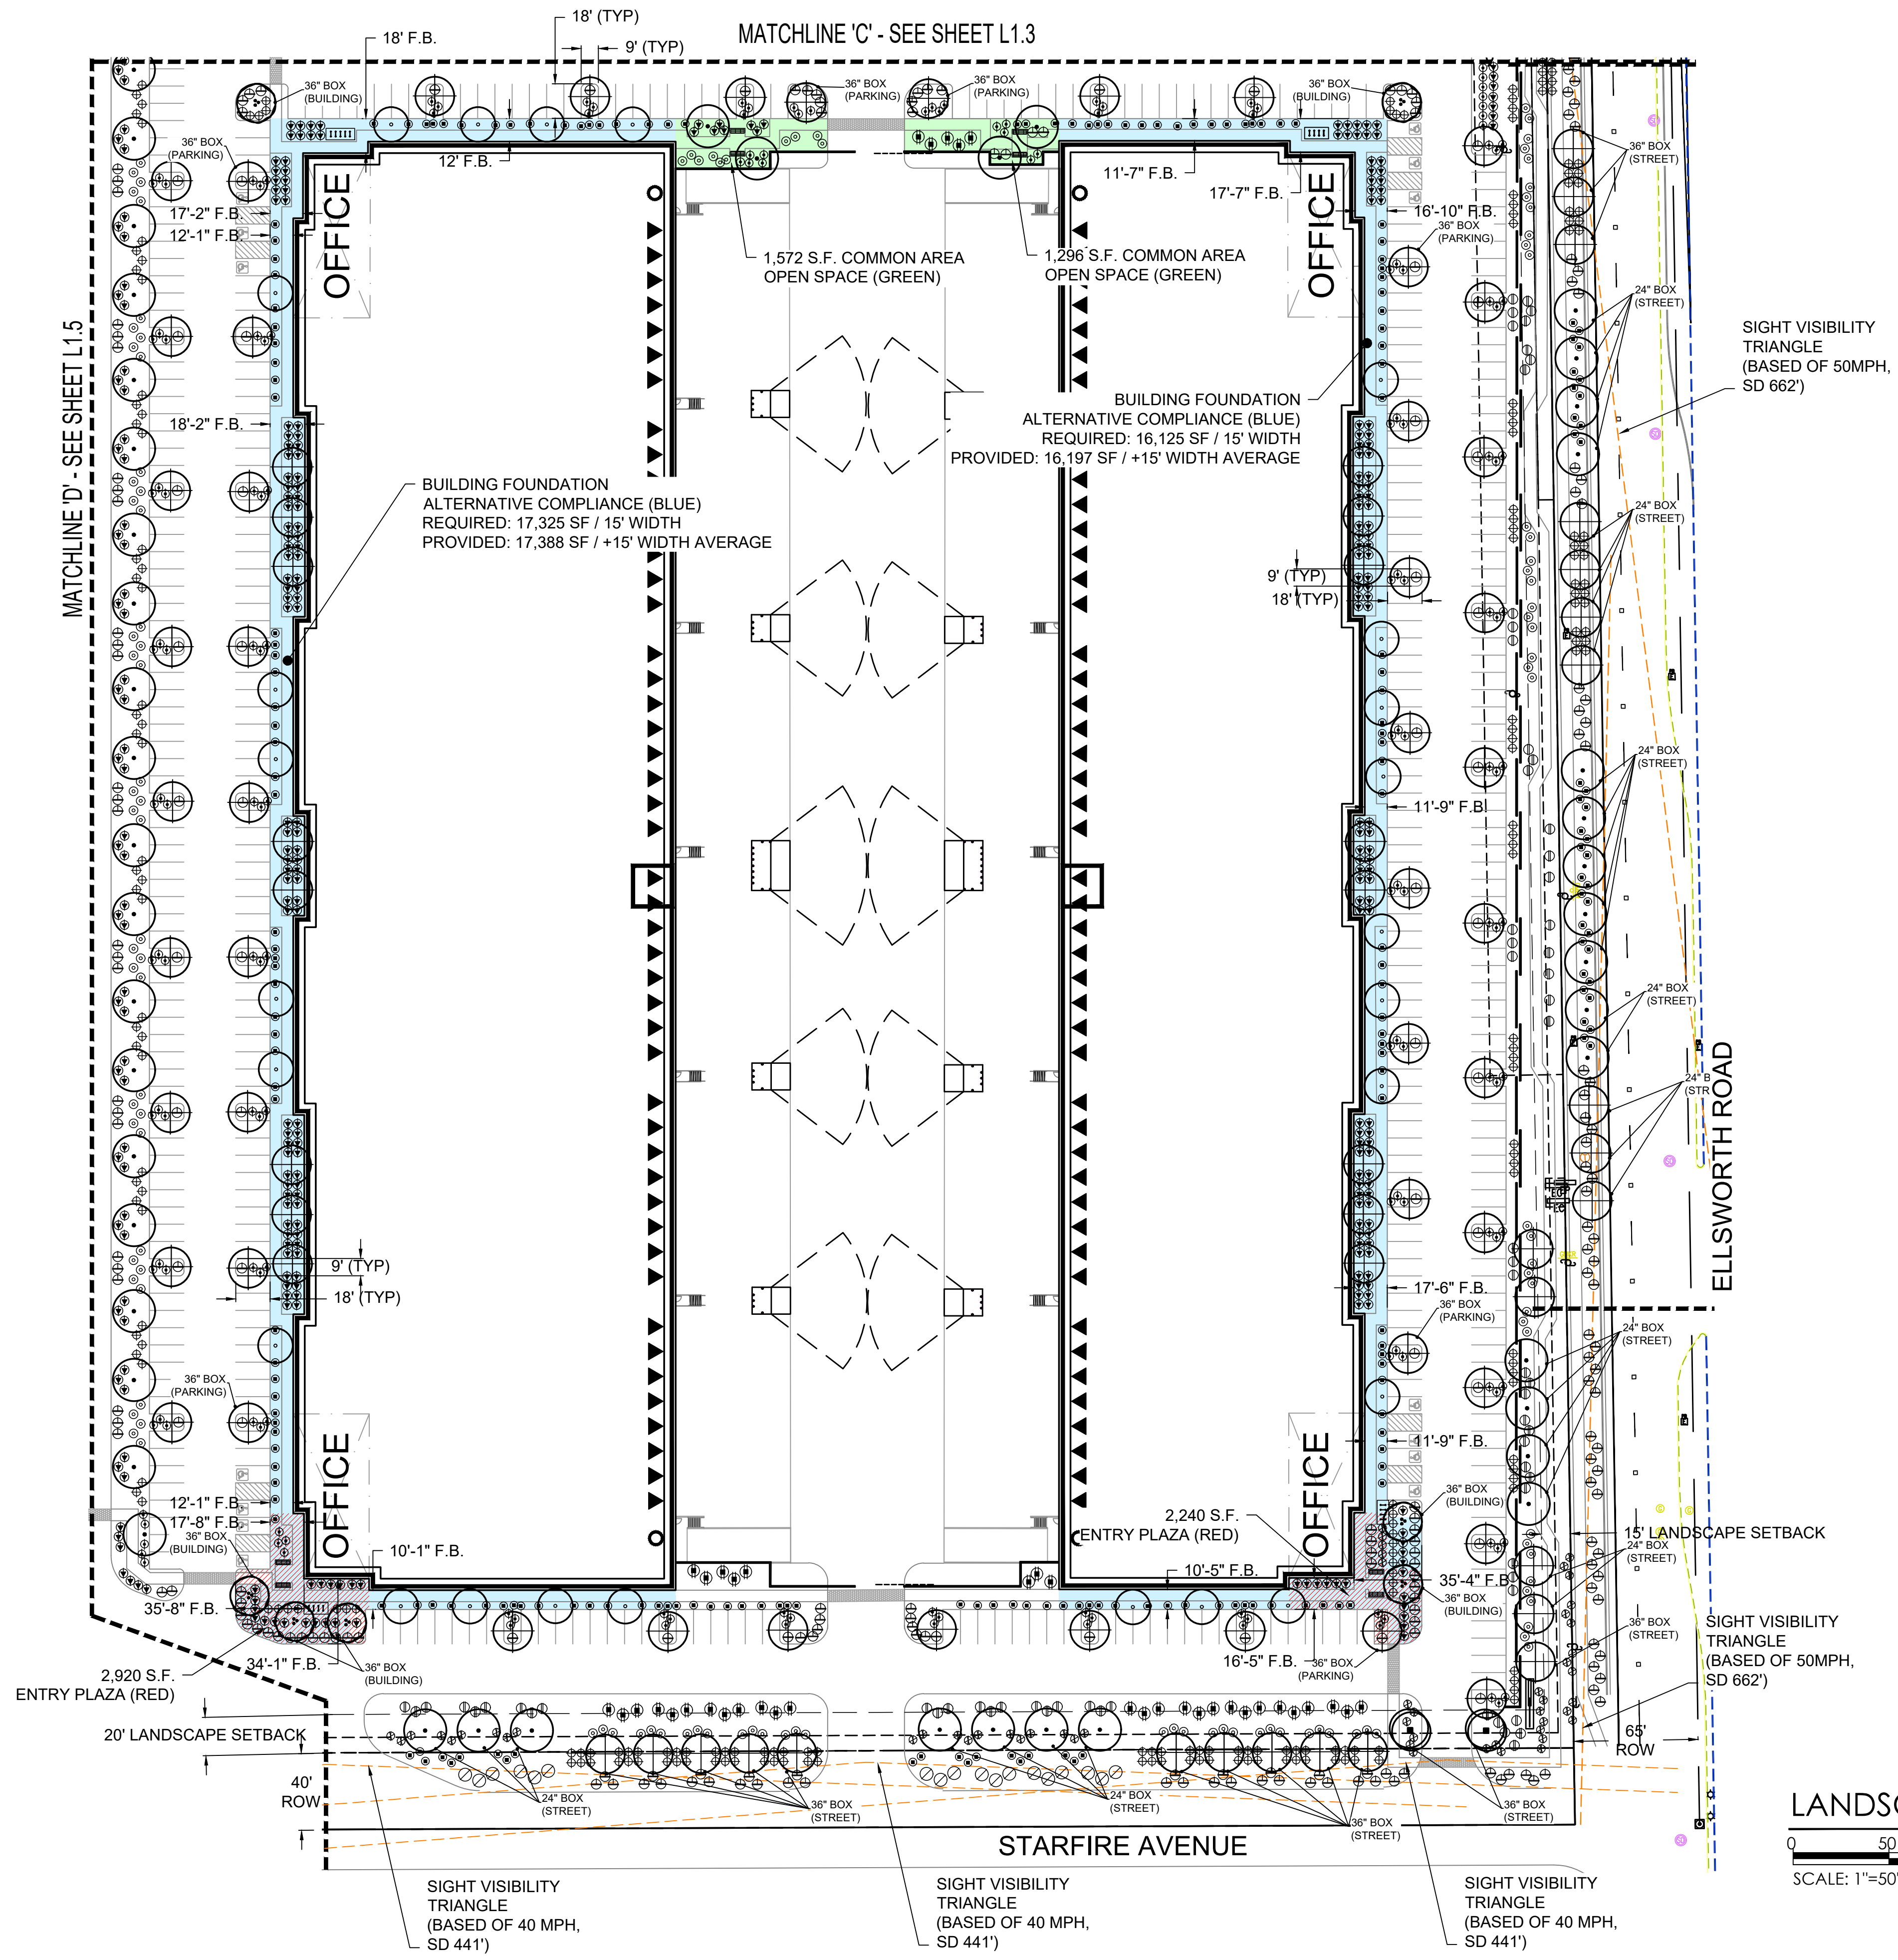 18' (TYP)
18' F.B.
9' (TYP)
MATCHLINE 'C' - SEE SHEET L1.3
36" BOX
(BUILDING)
36" BOX
(PARKING)
36" BOX
(PARKING)
36" BOX
(BUILDING)
36" BOX
(PARKING)
36" BOX
(STREET)
12' F.B.
11'-7" F.B.
17'-7" F.B.
OFFICE
OFFICE
17'-2" F.B.
12'-1" F.B.
16'-10" F.B.
36" BOX
(PARKING)
1,572 S.F. COMMON AREA
OPEN SPACE (GREEN)
1,296 S.F. COMMON AREA
OPEN SPACE (GREEN)
24" BOX
(STREET)
MATCHLINE 'D' - SEE SHEET L1.5
SIGHT VISIBILITY
TRIANGLE
(BASED OF 50MPH,
SD 662')
18'-2" F.B.
BUILDING FOUNDATION
ALTERNATIVE COMPLIANCE (BLUE)
REQUIRED: 16,125 SF / 15' WIDTH
PROVIDED: 16,197 SF / +15' WIDTH AVERAGE
BUILDING FOUNDATION
ALTERNATIVE COMPLIANCE (BLUE)
REQUIRED: 17,325 SF / 15' WIDTH
PROVIDED: 17,388 SF / +15' WIDTH AVERAGE
24" BOX
(STREET)
9' (TYP)
18' (TYP)
24" BOX
(STREET)
11'-9" F.B.
24" BOX
(STREET)
24" B
(STR
ELLSWORTH ROAD
9' (TYP)
18' (TYP)
17'-6" F.B.
36" BOX
(PARKING)
24" BOX
(STREET)
36" BOX
(PARKING)
OFFICE
OFFICE
11'-9" F.B.
12'-1" F.B.
17'-8" F.B.
36" BOX
(BUILDING)
36" BOX
(BUILDING)
2,240 S.F.
ENTRY PLAZA (RED)
15' LANDSCAPE SETBACK
24" BOX
(STREET)
10'-1" F.B.
10'-5" F.B.
35'-4" F.B.
36" BOX
(BUILDING)
35'-8" F.B.
36" BOX
(STREET)
SIGHT VISIBILITY
TRIANGLE
(BASED OF 50MPH,
SD 662')
34'-1" F.B.
36" BOX
(BUILDING)
16'-5" F.B.
36" BOX
(PARKING)
2,920 S.F.
ENTRY PLAZA (RED)
20' LANDSCAPE SETBACK
65'
ROW
40'
ROW
24" BOX
(STREET)
36" BOX
(STREET)
24" BOX
(STREET)
36" BOX
(STREET)
36" BOX
(STREET)
STARFIRE AVENUE
LANDSC
0 50
SCALE: 1"=50'
SIGHT VISIBILITY
TRIANGLE
(BASED OF 40 MPH,
SD 441')
SIGHT VISIBILITY
TRIANGLE
(BASED OF 40 MPH,
SD 441')
SIGHT VISIBILITY
TRIANGLE
(BASED OF 40 MPH,
SD 441')